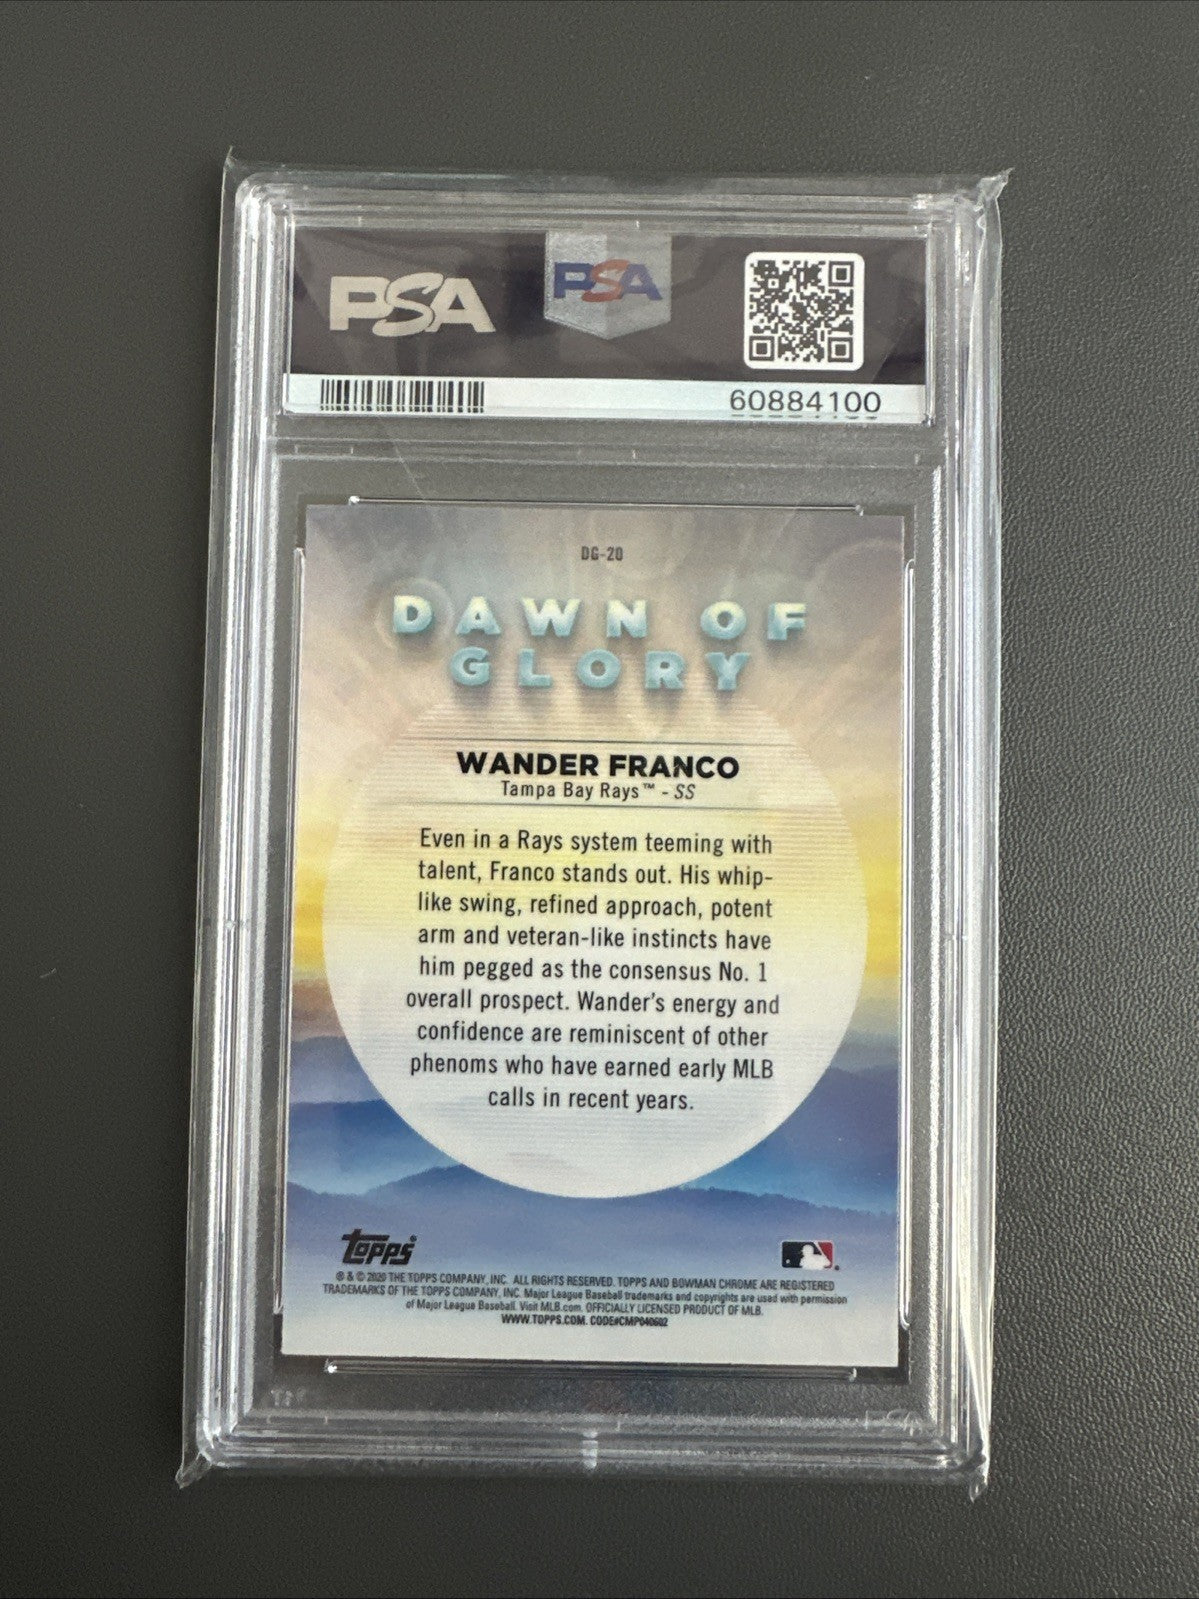 PSA
PSA
60884100
DG-20
DAWN OF
GLORY
WANDER FRANCO
Tampa Bay Rays™ - SS
Even in a Rays system teeming with
talent, Franco stands out. His whip-
like swing, refined approach, potent
arm and veteran-like instincts have
him pegged as the consensus No. 1
overall prospect. Wander's energy and
confidence are reminiscent of other
phenoms who have earned early MLB
calls in recent years.
topps®
® & © 2020 THE TOPPS COMPANY, INC. ALL RIGHTS RESERVED. TOPPS AND BOWMAN CHROME ARE REGISTERED
TRADEMARKS OF THE TOPPS COMPANY, INC. Major League Baseball trademarks and copyrights are used with permission
of Major League Baseball. Visit MLB.com. OFFICIALLY LICENSED PRODUCT OF MLB.
WWW.TOPPS.COM. CODE#CMP040602